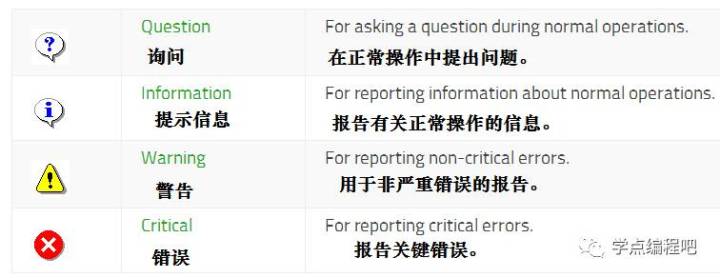 Question
For asking a question during normal operations.
询问
在正常操作中提出问题。
Information
For reporting information about normal operations.
提示信息
报告有关正常操作的信息。
Warning
For reporting non-critical errors.
警告
用于非严重错误的报告。
Critical
For reporting critical errors.
错误
报告关键错误。
学点编程吧